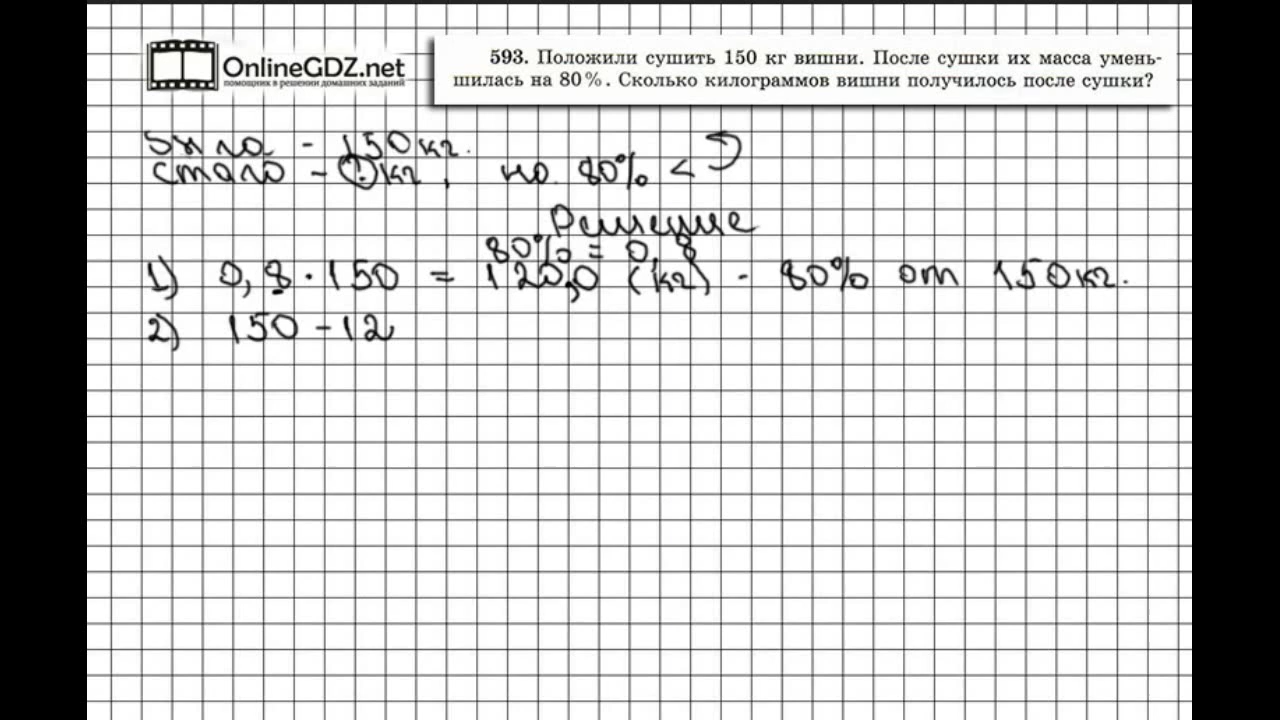 OnlineGDZ.net
помощник в решении домашних заданий
593. Положили сушить 150 кг вишни. После сушки их масса умень-
шилась на 80%. Сколько килограммов вишни получилось после сушки?
Было - 150 кг.
Стало - ? кг, на 80% <
Решение
80% = 0,8
1) 0,8 · 150 = 120,0 (кг) - 80% от 150 кг.
2) 150 - 12